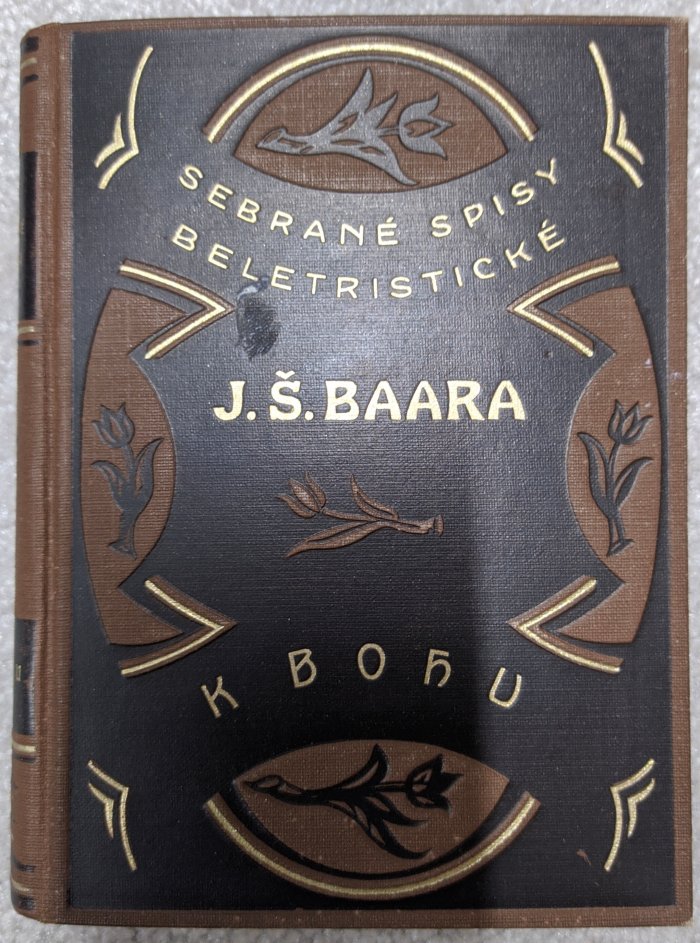 SEBRANÉ SPISY
BELETRISTICKÉ
J. Š. BAARA
K BOHU